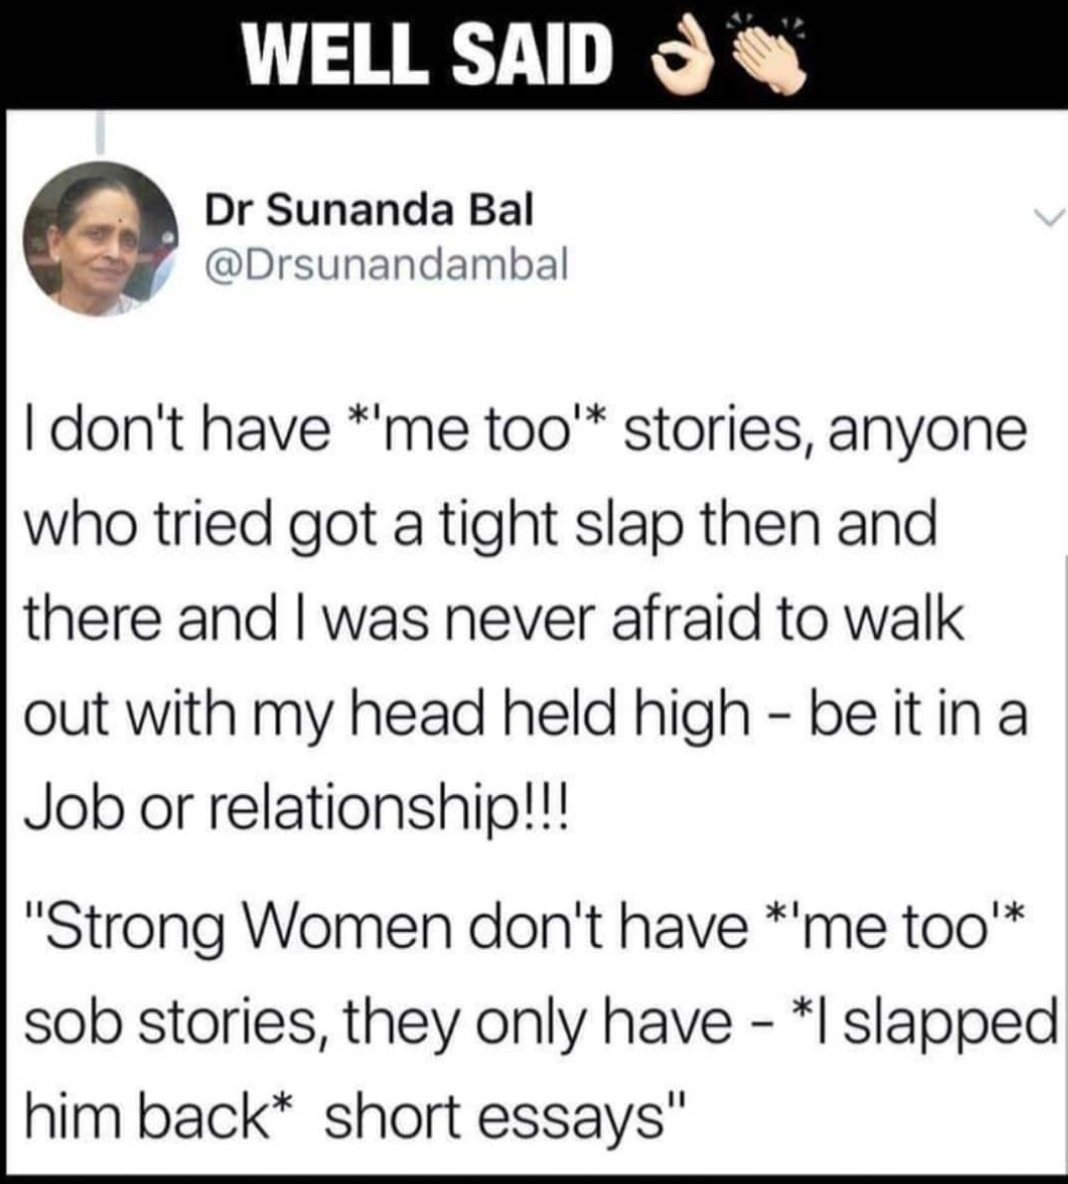 WELL SAID 👌🏻👏🏻
Dr Sunanda Bal
@Drsunandambal
I don't have *'me too'* stories, anyone
who tried got a tight slap then and
there and I was never afraid to walk
out with my head held high - be it in a
Job or relationship!!!
"Strong Women don't have *'me too'*
sob stories, they only have - *I slapped
him back* short essays"